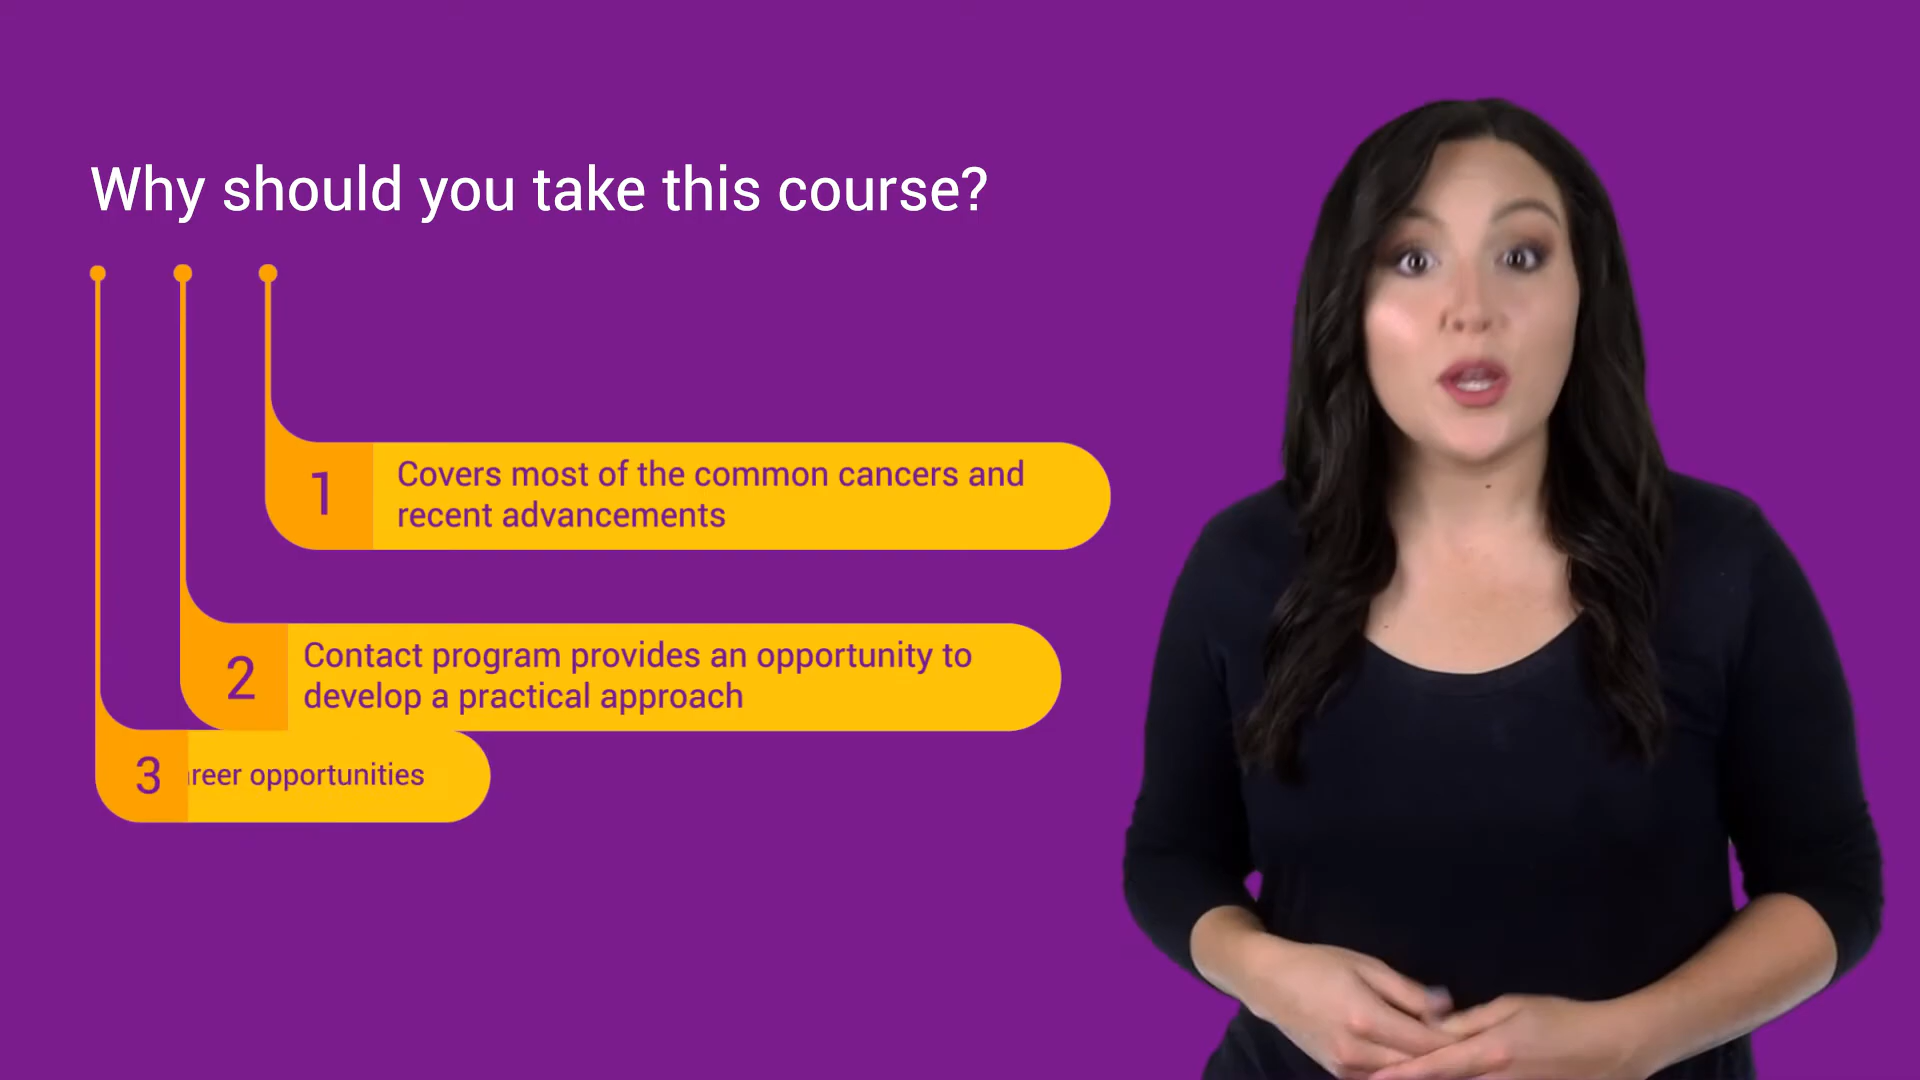 Why should you take this course?
1
Covers most of the common cancers and
recent advancements
2
Contact program provides an opportunity to
develop a practical approach
3
opportunities